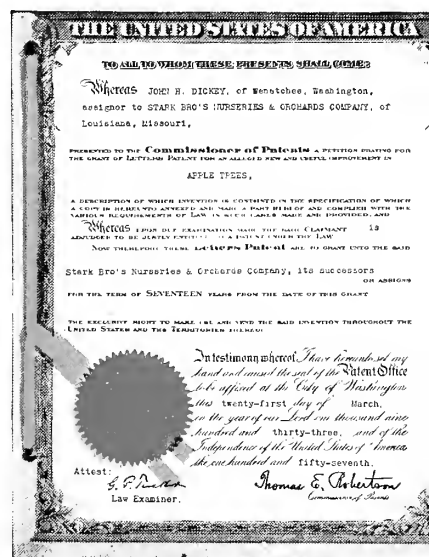 THE UNITED STATES OF AMERICA
TO ALL TO WHOM THESE PRESENTS SHALL COME:
Whereas JOHN H. DICKEY, of Wenatchee, Washington,
assignor to STARK BRO'S NURSERIES & ORCHARDS COMPANY, of
Louisiana, Missouri,
PRESENTED TO THE Commissioner of Patents A PETITION PRAYING FOR
THE GRANT OF LETTERS PATENT FOR AN ALLEGED NEW AND USEFUL IMPROVEMENT IN
APPLE TREES,
A DESCRIPTION OF WHICH INVENTION IS CONTAINED IN THE SPECIFICATION OF WHICH
A COPY IS HEREUNTO ANNEXED AND MADE A PART HEREOF AND COMPLIED WITH THE
VARIOUS REQUIREMENTS OF LAW IN SUCH CASES MADE AND PROVIDED, AND
Whereas UPON DUE EXAMINATION MADE THE SAID CLAIMANT is
ADJUDGED TO BE JUSTLY ENTITLED TO A PATENT UNDER THE LAW
NOW THEREFORE THESE Letters Patent ARE TO GRANT UNTO THE SAID
Stark Bro's Nurseries & Orchards Company, its successors
OR ASSIGNS
FOR THE TERM OF SEVENTEEN YEARS FROM THE DATE OF THIS GRANT
THE EXCLUSIVE RIGHT TO MAKE USE AND VEND THE SAID INVENTION THROUGHOUT THE
UNITED STATES AND THE TERRITORIES THEREOF
In testimony whereof I have hereunto set my
hand and caused the seal of the Patent Office
to be affixed at the City of Washington
this twenty-first day of March,
in the year of our Lord one thousand nine
hundred and thirty-three, and of the
Independence of the United States of America
the one hundred and fifty-seventh.
Attest:
Law Examiner.
Thomas E. Robertson
Commissioner of Patents